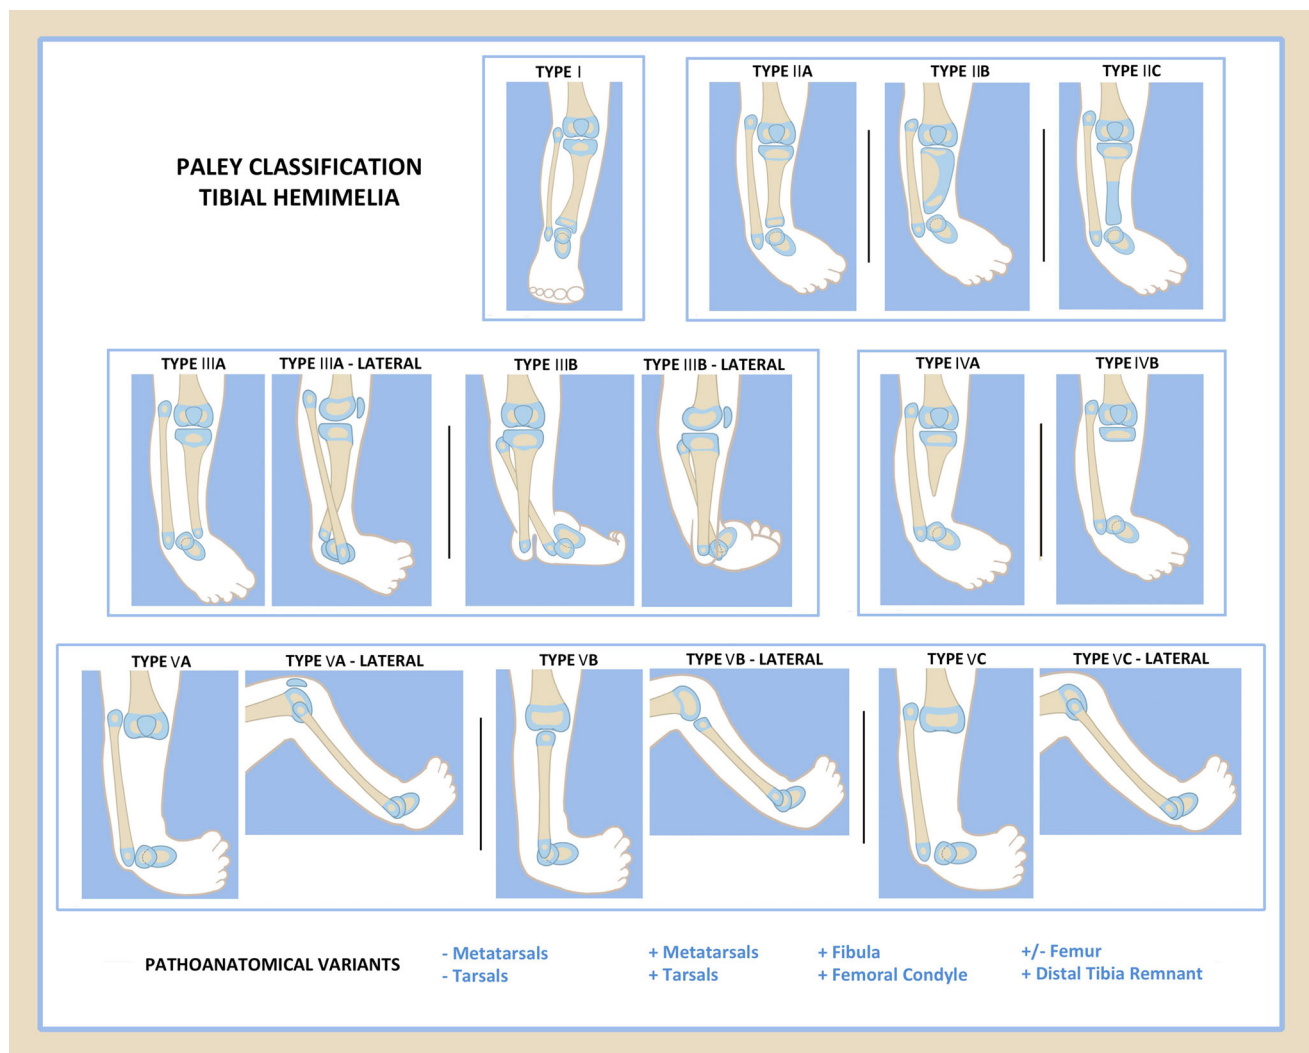 PALEY CLASSIFICATION
TIBIAL HEMIMELIA
TYPE I
TYPE IIA
TYPE IIB
TYPE IIC
TYPE IIIA
TYPE IIIA - LATERAL
TYPE IIIB
TYPE IIIB - LATERAL
TYPE IVA
TYPE IVB
TYPE VA
TYPE VA - LATERAL
TYPE VB
TYPE VB - LATERAL
TYPE VC
TYPE VC - LATERAL
PATHOANATOMICAL VARIANTS
- Metatarsals
- Tarsals
+ Metatarsals
+ Tarsals
+ Fibula
+ Femoral Condyle
+/- Femur
+ Distal Tibia Remnant